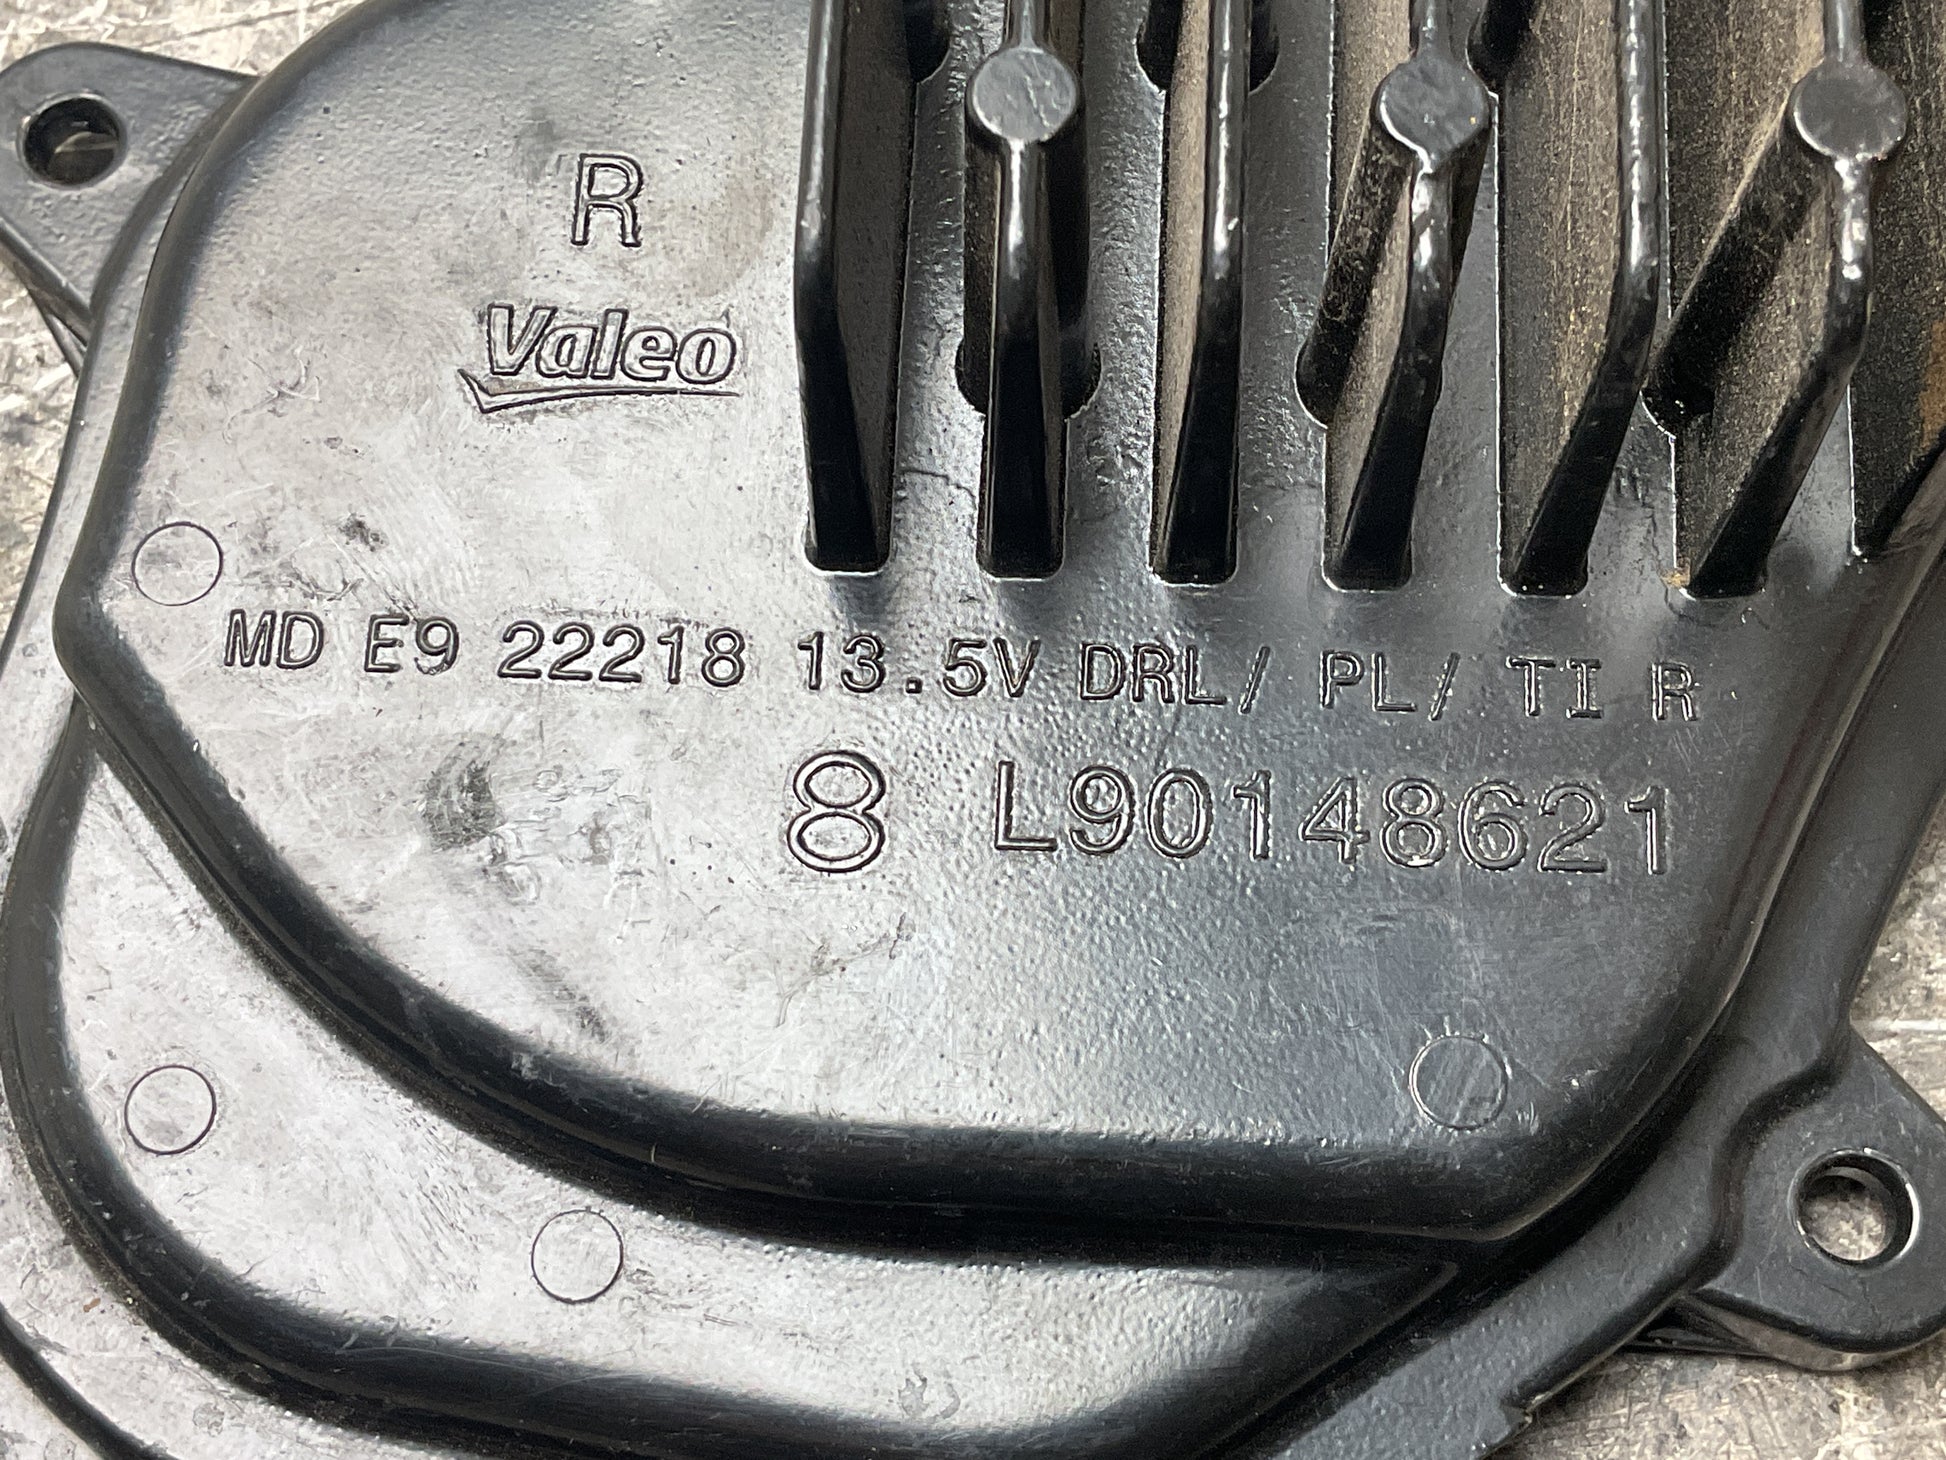 R
Valeo
MD E9 22218 13.5V DRL/ PL/ TI R
8 L90148621